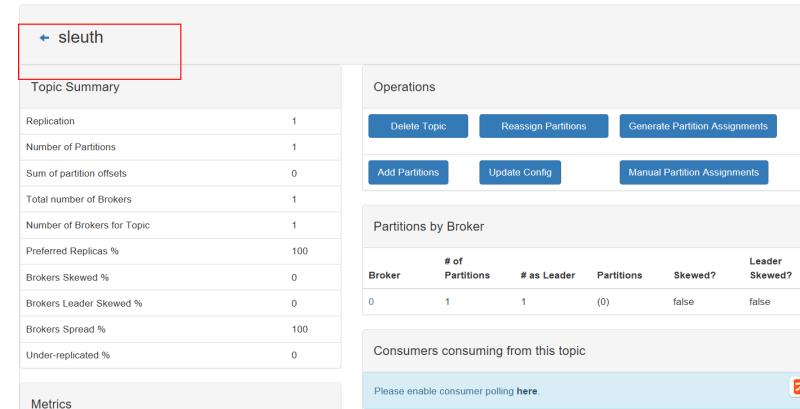 sleuth
Topic Summary
Replication 1
Number of Partitions 1
Sum of partition offsets 0
Total number of Brokers 1
Number of Brokers for Topic 1
Preferred Replicas % 100
Brokers Skewed % 0
Brokers Leader Skewed % 0
Brokers Spread % 100
Under-replicated % 0
Metrics
Operations
Delete Topic Reassign Partitions Generate Partition Assignments
Add Partitions Update Config Manual Partition Assignments
Partitions by Broker
Broker # of Partitions # as Leader Partitions Skewed? Leader Skewed?
0 1 1 (0) false false
Consumers consuming from this topic
Please enable consumer polling here.